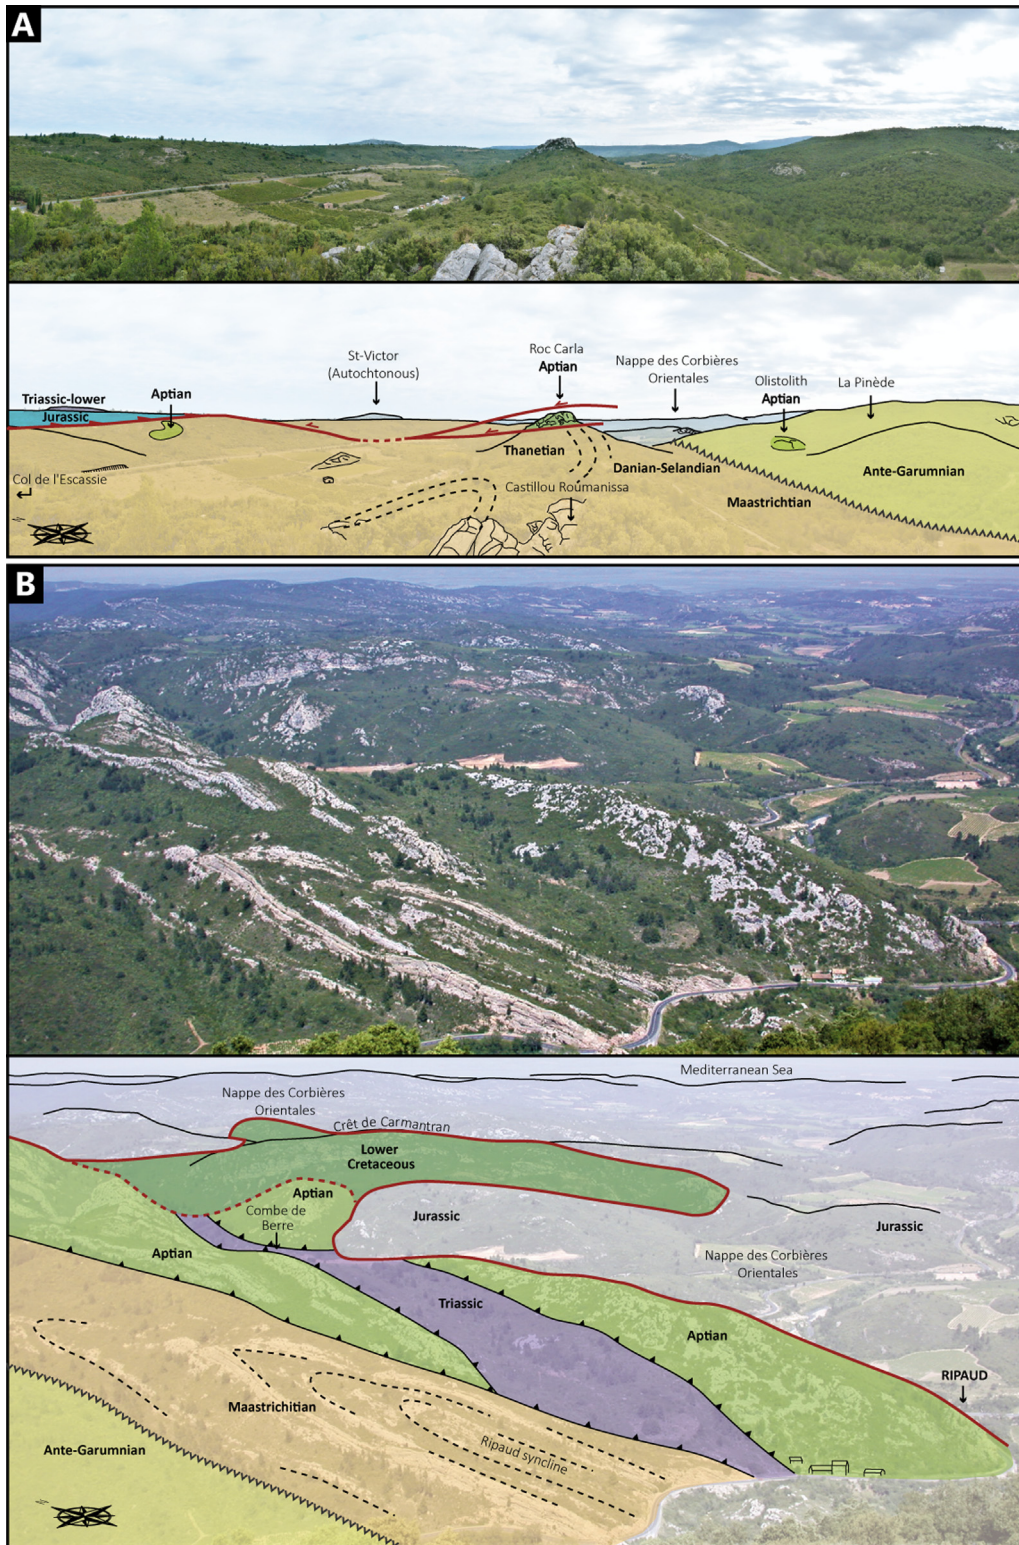 A
St-Victor
(Autochtonous)
Roc Carla
Aptian
Nappe des Corbières
Orientales
Olistolith
Aptian
La Pinède
Triassic-lower
Jurassic
Aptian
Thanetian
Danian-Selandian
Ante-Garumnian
Col de l'Escassie
Castillou Roumanissa
Maastrichtian
B
Mediterranean Sea
Nappe des Corbières
Orientales
Crêt de Carmantran
Lower
Cretaceous
Aptian
Combe de
Berre
Jurassic
Jurassic
Aptian
Nappe des Corbières
Orientales
Triassic
Aptian
RIPAUD
Maastrichitian
Ripaud syncline
Ante-Garumnian